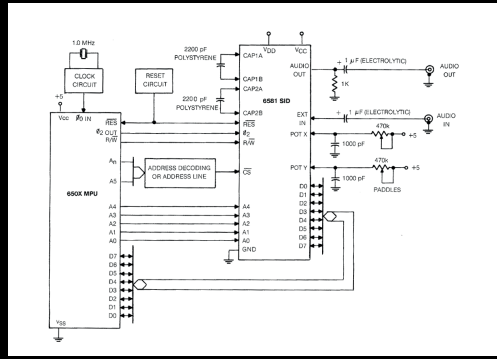 1.0 MHz
CLOCK
CIRCUIT
RESET
CIRCUIT
2200 pF
POLYSTYRENE
2200 pF
POLYSTYRENE
+5
Vcc Ø0 IN
RES
Ø2 OUT
R/W
An
A5
650X MPU
A4
A3
A2
A1
A0
D7
D6
D5
D4
D3
D2
D1
D0
VSS
ADDRESS DECODING
OR ADDRESS LINE
VDD VCC
CAP1A
CAP1B
CAP2A
CAP2B
RES
Ø2
R/W
CS
A4
A3
A2
A1
A0
GND
6581 SID
AUDIO
OUT
EXT
IN
POT X
POT Y
D0
D1
D2
D3
D4
D5
D6
D7
+ 1 µF (ELECTROLYTIC)
1K
AUDIO
OUT
+ 1 µF (ELECTROLYTIC)
AUDIO
IN
470k
+5
1000 pF
470k
+5
1000 pF
PADDLES